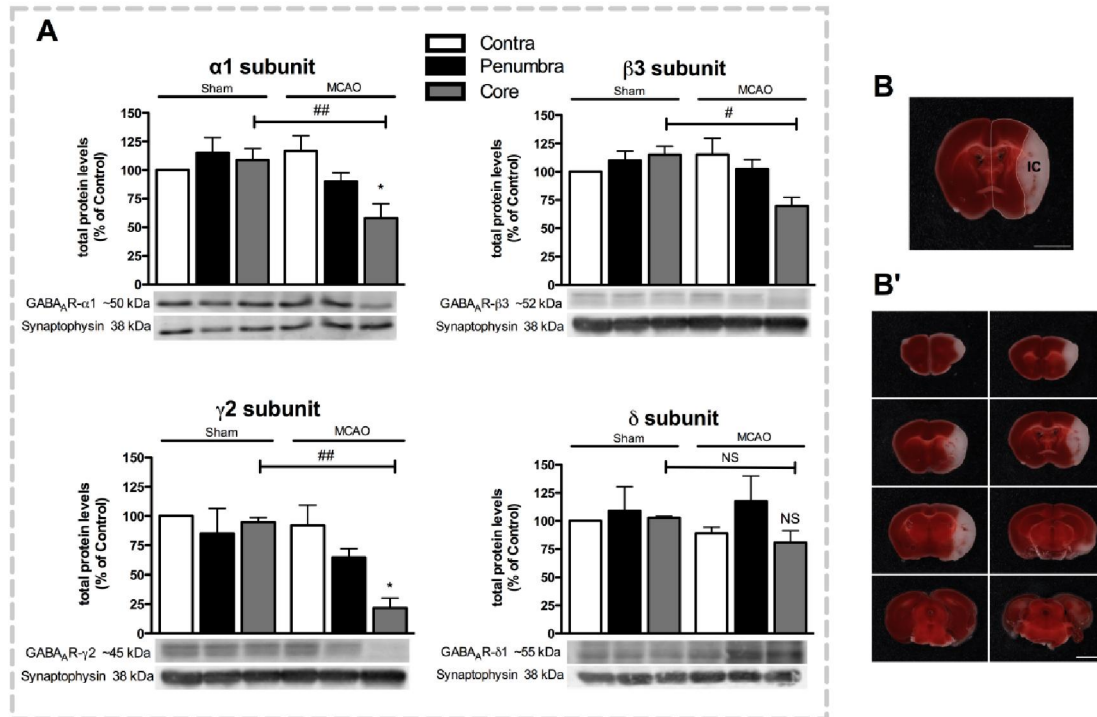 A
Contra
Penumbra
Core
α1 subunit
Sham
MCAO
##
*
total protein levels
(% of Control)
150
125
100
75
50
25
0
GABAAR-α1 ~50 kDa
Synaptophysin 38 kDa
β3 subunit
Sham
MCAO
#
total protein levels
(% of Control)
150
125
100
75
50
25
0
GABAAR-β3 ~52 kDa
Synaptophysin 38 kDa
γ2 subunit
Sham
MCAO
##
*
total protein levels
(% of Control)
150
125
100
75
50
25
0
GABAAR-γ2 ~45 kDa
Synaptophysin 38 kDa
δ subunit
Sham
MCAO
NS
NS
total protein levels
(% of Control)
150
125
100
75
50
25
0
GABAAR-δ1 ~55 kDa
Synaptophysin 38 kDa
B
IC
B'